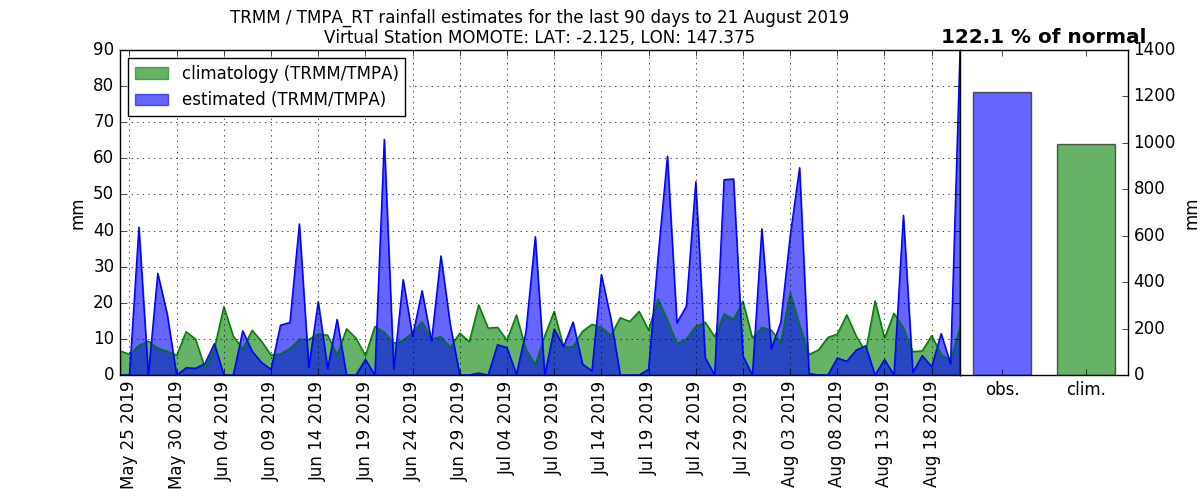 TRMM / TMPA_RT rainfall estimates for the last 90 days to 21 August 2019
Virtual Station MOMOTE: LAT: -2.125, LON: 147.375
122.1 % of normal
climatology (TRMM/TMPA)
estimated (TRMM/TMPA)
mm
90
80
70
60
50
40
30
20
10
0
May 25 2019
May 30 2019
Jun 04 2019
Jun 09 2019
Jun 14 2019
Jun 19 2019
Jun 24 2019
Jun 29 2019
Jul 04 2019
Jul 09 2019
Jul 14 2019
Jul 19 2019
Jul 24 2019
Jul 29 2019
Aug 03 2019
Aug 08 2019
Aug 13 2019
Aug 18 2019
obs.
clim.
1400
1200
1000
800
600
400
200
0
mm